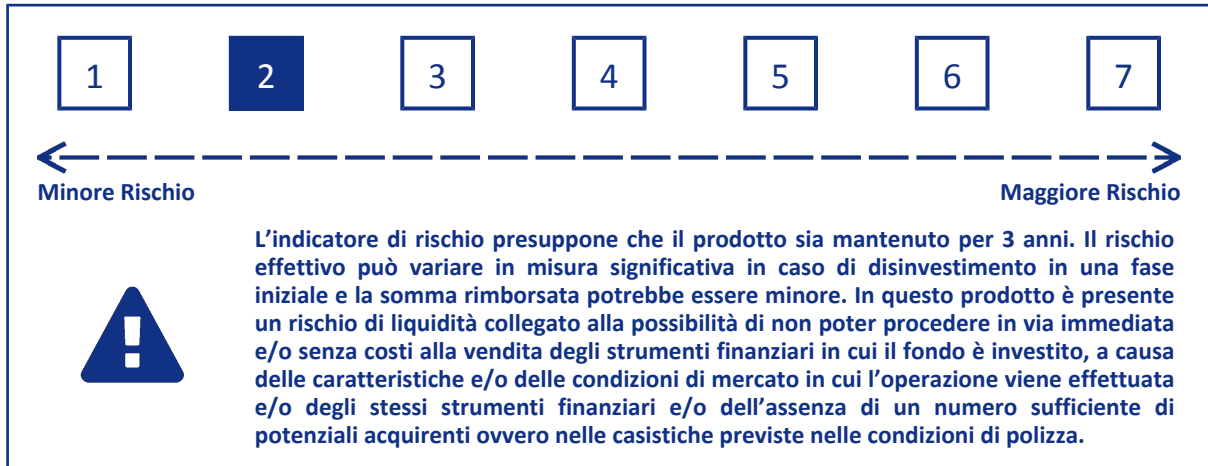 1 2 3 4 5 6 7
Minore Rischio Maggiore Rischio
L’indicatore di rischio presuppone che il prodotto sia mantenuto per 3 anni. Il rischio
effettivo può variare in misura significativa in caso di disinvestimento in una fase
iniziale e la somma rimborsata potrebbe essere minore. In questo prodotto è presente
un rischio di liquidità collegato alla possibilità di non poter procedere in via immediata
e/o senza costi alla vendita degli strumenti finanziari in cui il fondo è investito, a causa
delle caratteristiche e/o delle condizioni di mercato in cui l’operazione viene effettuata
e/o degli stessi strumenti finanziari e/o dell’assenza di un numero sufficiente di
potenziali acquirenti ovvero nelle casistiche previste nelle condizioni di polizza.